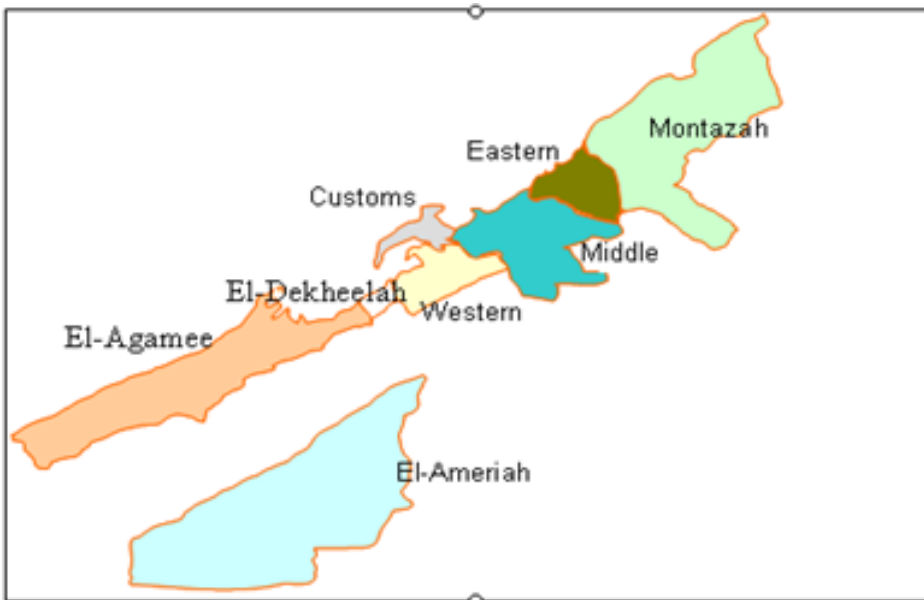 Montazah
Eastern
Customs
Middle
El-Dekheelah
Western
El-Agamee
El-Ameriah